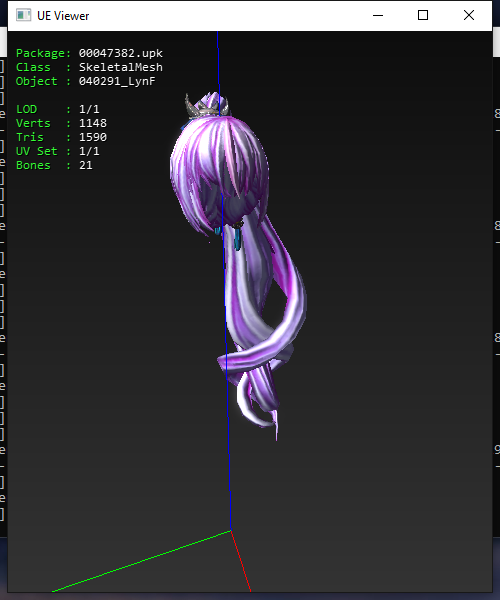 UE Viewer
Package: 00047382.upk
Class : SkeletalMesh
Object : 040291_LynF
LOD : 1/1
Verts : 1148
Tris : 1590
UV Set : 1/1
Bones : 21